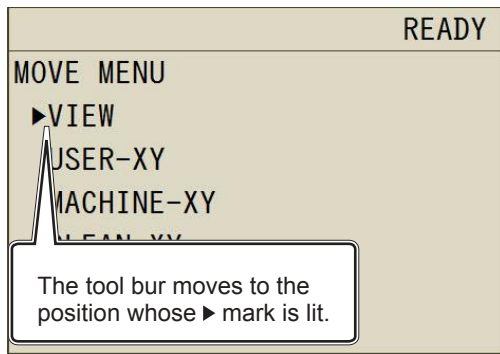 READY
MOVE MENU
▶VIEW
USER-XY
MACHINE-XY
The tool bur moves to the
position whose ▶ mark is lit.